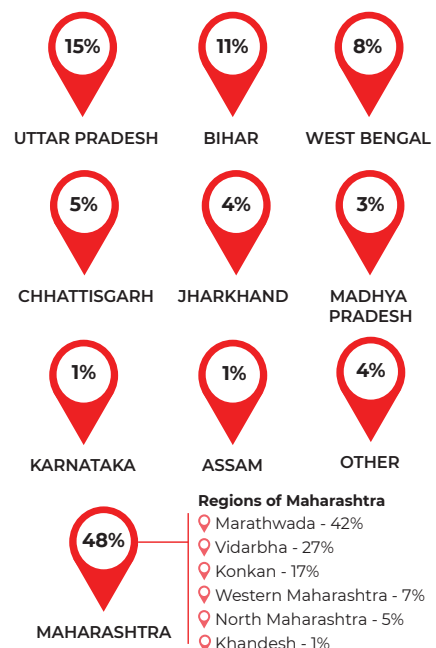 15%
11%
8%
UTTAR PRADESH
BIHAR
WEST BENGAL
5%
4%
3%
CHHATTISGARH
JHARKHAND
MADHYA
PRADESH
1%
1%
4%
KARNATAKA
ASSAM
OTHER
48%
MAHARASHTRA
Regions of Maharashtra
Marathwada - 42%
Vidarbha - 27%
Konkan - 17%
Western Maharashtra - 7%
North Maharashtra - 5%
Khandesh - 1%